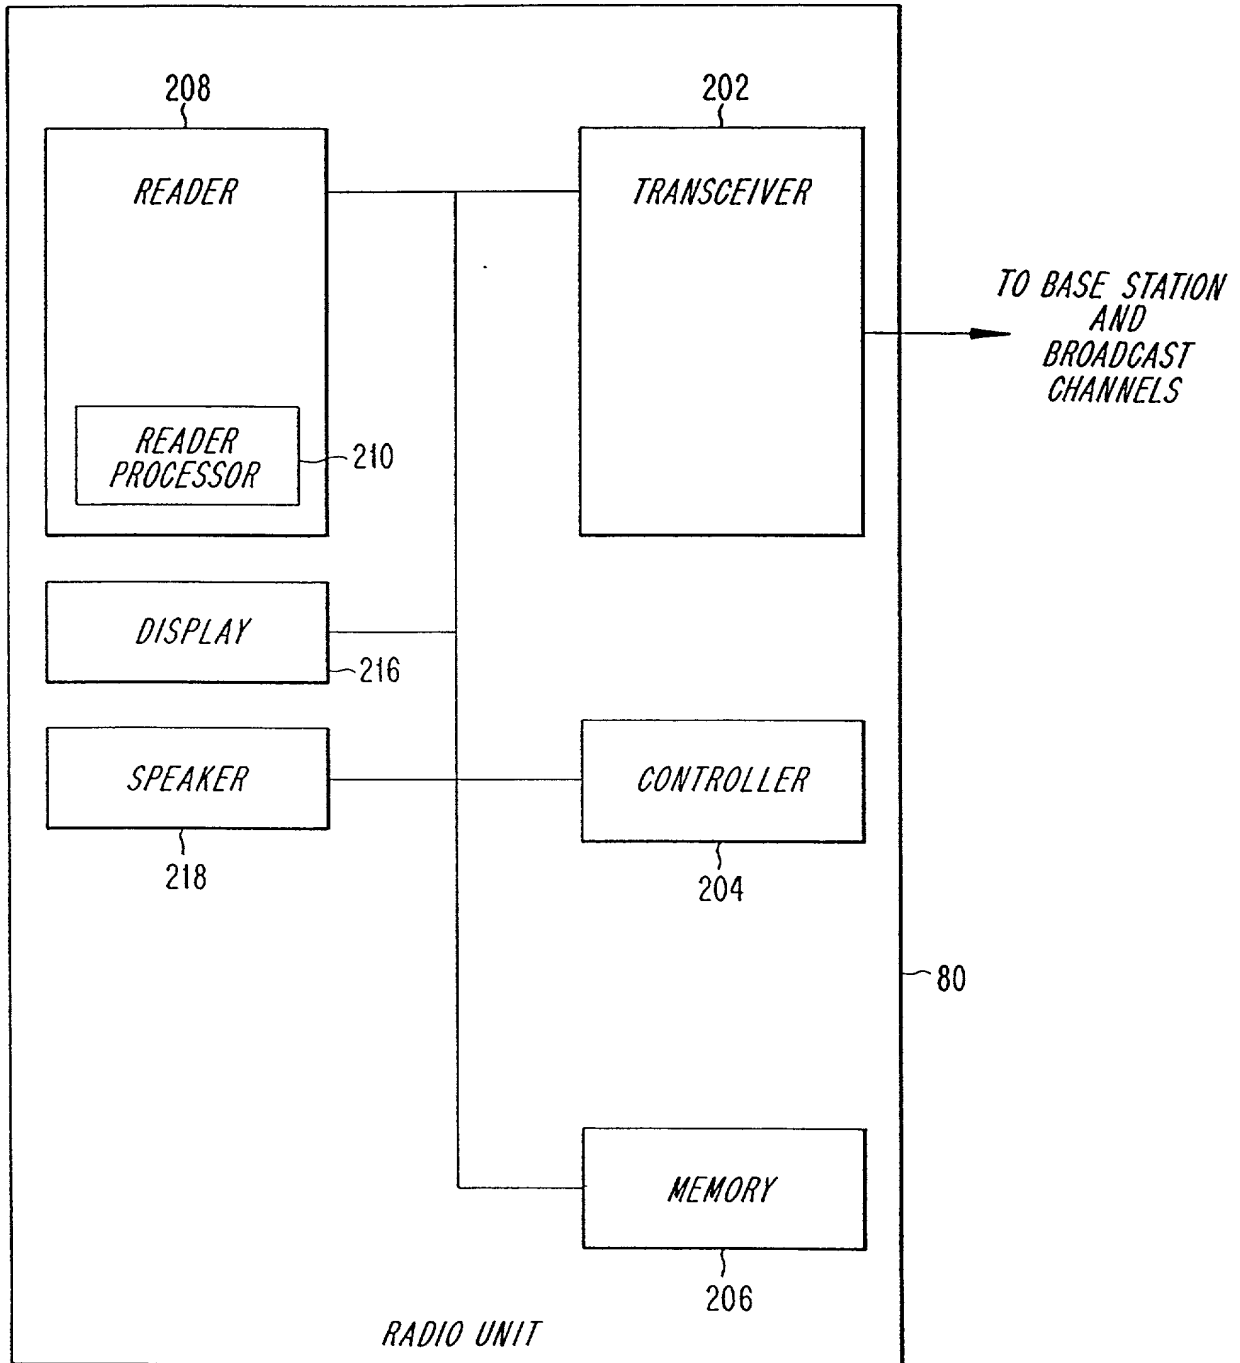 208
202
READER
TRANSCEIVER
TO BASE STATION
AND
BROADCAST
CHANNELS
READER
PROCESSOR
210
DISPLAY
216
SPEAKER
CONTROLLER
218
204
80
MEMORY
206
RADIO UNIT